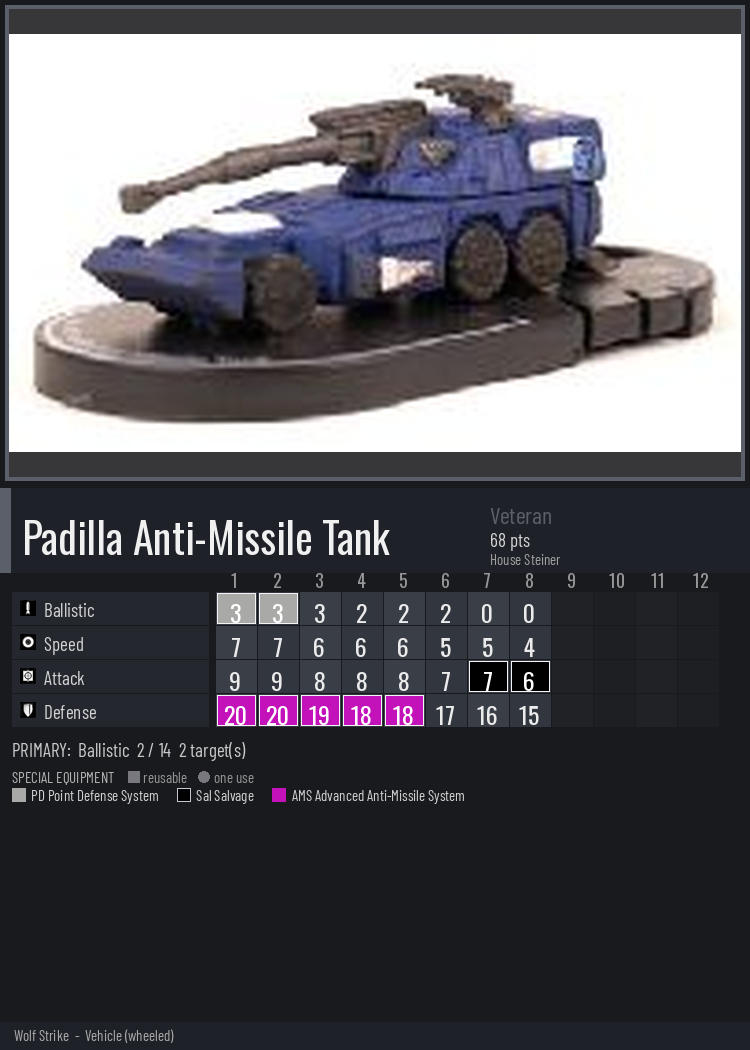 Padilla Anti-Missile Tank
Veteran
68 pts
House Steiner
1 2 3 4 5 6 7 8 9 10 11 12
Ballistic 3 3 3 2 2 2 0 0
Speed 7 7 6 6 6 5 5 4
Attack 9 9 8 8 8 7 7 6
Defense 20 20 19 18 18 17 16 15
PRIMARY: Ballistic 2 / 14 2 target(s)
SPECIAL EQUIPMENT reusable one use
PD Point Defense System Sal Salvage AMS Advanced Anti-Missile System
Wolf Strike - Vehicle (wheeled)